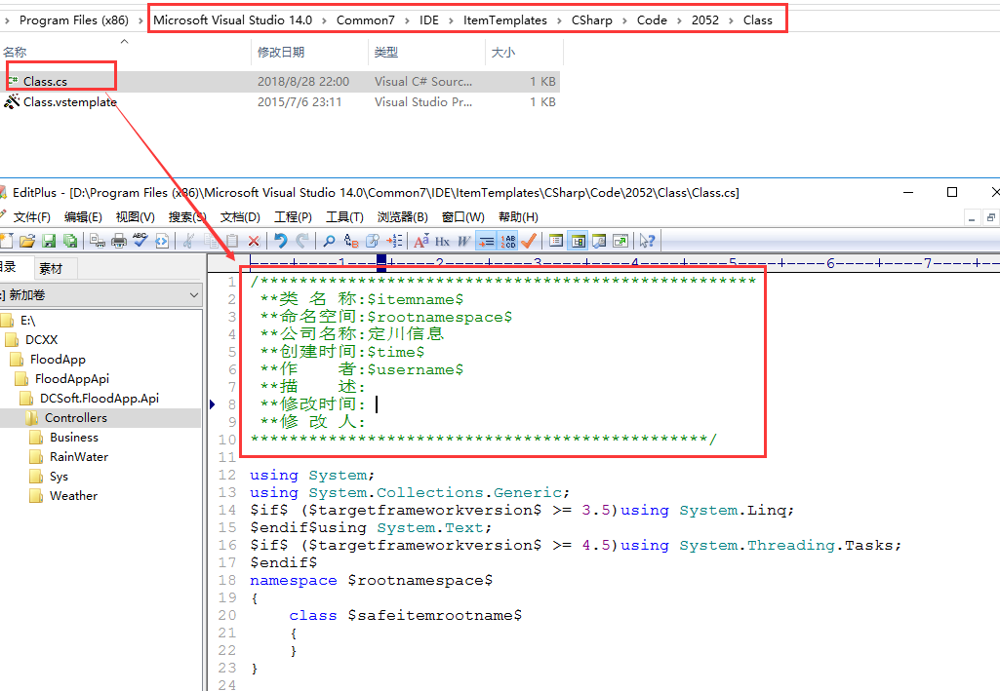 Program Files (x86) > Microsoft Visual Studio 14.0 > Common7 > IDE > ItemTemplates > CSharp > Code > 2052 > Class
名称 修改日期 类型 大小
Class.cs 2018/8/28 22:00 Visual C# Sourc... 1 KB
Class.vstemplate 2015/7/6 23:11 Visual Studio Pr... 1 KB
EditPlus - [D:\Program Files (x86)\Microsoft Visual Studio 14.0\Common7\IDE\ItemTemplates\CSharp\Code\2052\Class\Class.cs]
文件(F) 编辑(E) 视图(V) 搜索(S) 文档(D) 工程(P) 工具(T) 浏览器(B) 窗口(W) 帮助(H)
目录 素材
:] 新加卷
E:\
DCXX
FloodApp
FloodAppApi
DCSoft.FloodApp.Api
Controllers
Business
RainWater
Sys
Weather
----+----1----+----2----+----3----+----4----+----5----+----6----+----7----+--
1 /***************************************************
2 **类 名 称:$itemname$
3 **命名空间:$rootnamespace$
4 **公司名称:定川信息
5 **创建时间:$time$
6 **作    者:$username$
7 **描    述:
8 **修改时间:
9 **修 改 人:
10 ***********************************************/
11
12 using System;
13 using System.Collections.Generic;
14 $if$ ($targetframeworkversion$ >= 3.5)using System.Linq;
15 $endif$using System.Text;
16 $if$ ($targetframeworkversion$ >= 4.5)using System.Threading.Tasks;
17 $endif$
18 namespace $rootnamespace$
19 {
20     class $safeitemrootname$
21     {
22     }
23 }
24